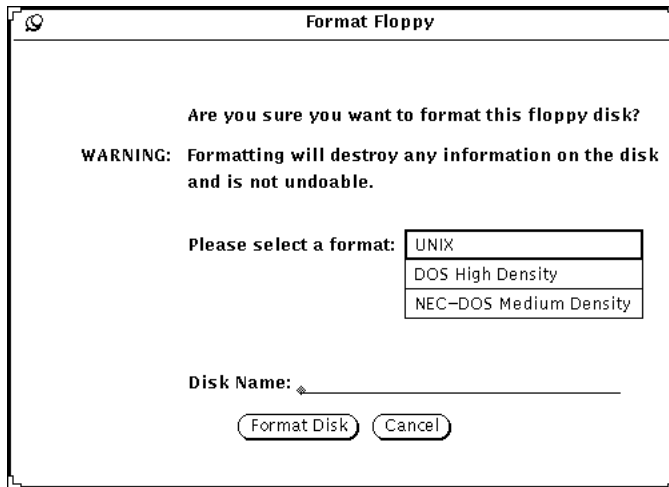 Format Floppy
Are you sure you want to format this floppy disk?
WARNING: Formatting will destroy any information on the disk
and is not undoable.
Please select a format: UNIX
DOS High Density
NEC-DOS Medium Density
Disk Name:
Format Disk Cancel